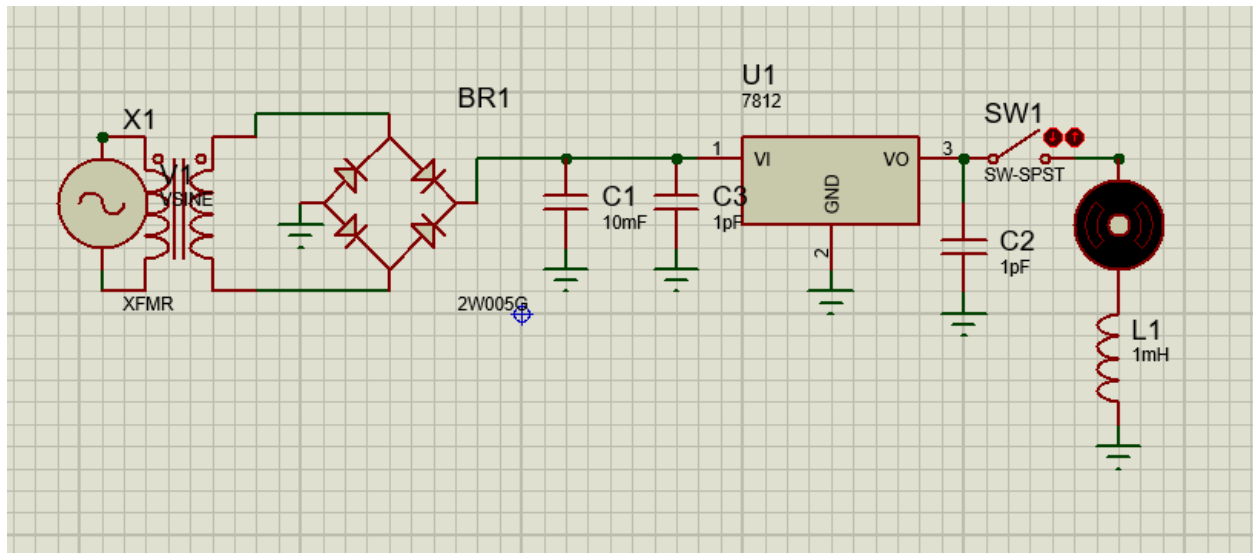 X1
V1
VSINE
XFMR
BR1
2W005G
C1
10mF
C3
1pF
U1
7812
1
VI
VO
3
GND
2
SW1
SW-SPST
C2
1pF
L1
1mH